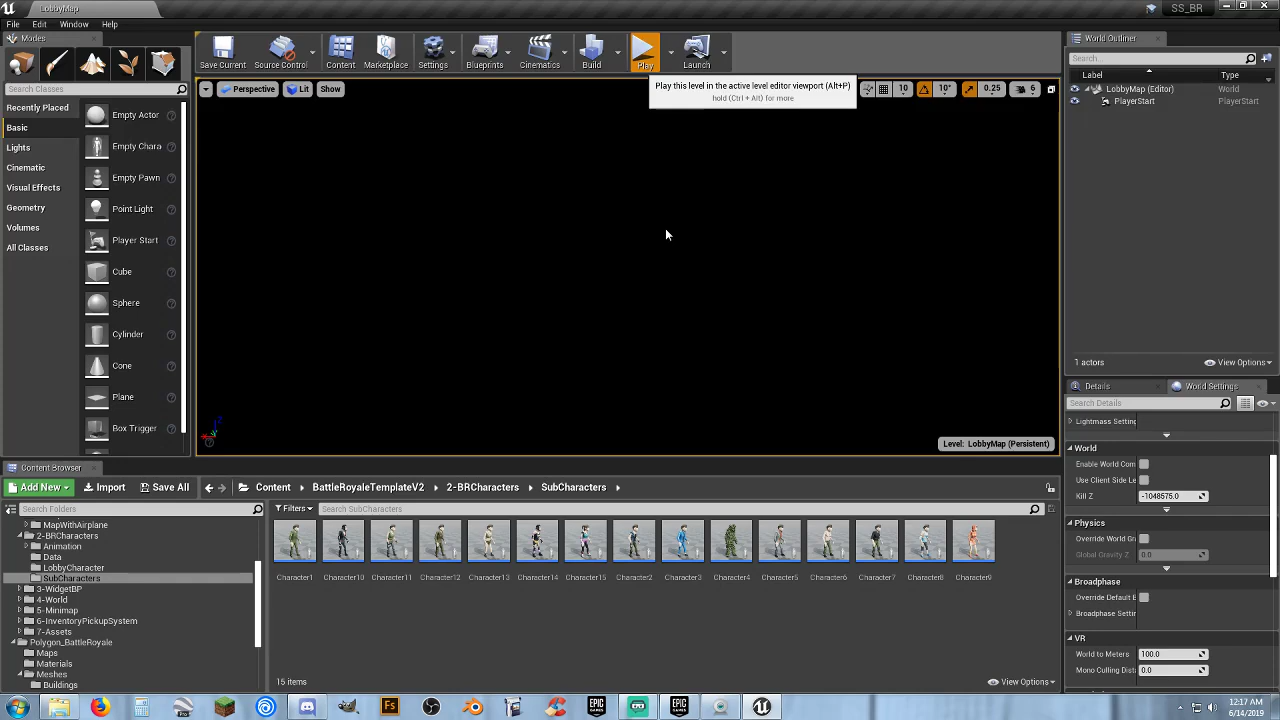 LobbyMap
SS_BR
File Edit Window Help
Modes
Search Classes
Recently Placed
Basic
Lights
Cinematic
Visual Effects
Geometry
Volumes
All Classes
Empty Actor
Empty Chara
Empty Pawn
Point Light
Player Start
Cube
Sphere
Cylinder
Cone
Plane
Box Trigger
Save Current
Source Control
Content
Marketplace
Settings
Blueprints
Cinematics
Build
Play
Launch
Play this level in the active level editor viewport (Alt+P)
hold (Ctrl + Alt) for more
Perspective
Lit
Show
10
10°
0.25
6
Level: LobbyMap (Persistent)
World Outliner
Search...
Label Type
LobbyMap (Editor) World
PlayerStart PlayerStart
1 actors
View Options
Details
World Settings
Search Details
Lightmass Setting
World
Enable World Com
Use Client Side Le
Kill Z -1048575.0
Physics
Override World Gr
Global Gravity Z 0.0
Broadphase
Override Default B
Broadphase Settin
VR
World to Meters 100.0
Mono Culling Dist 0.0
Content Browser
Add New
Import
Save All
Content
BattleRoyaleTemplateV2
2-BRCharacters
SubCharacters
Search Folders
Filters
Search SubCharacters
MapWithAirplane
2-BRCharacters
Animation
Data
LobbyCharacter
SubCharacters
3-WidgetBP
4-World
5-Minimap
6-InventoryPickupSystem
7-Assets
Polygon_BattleRoyale
Maps
Materials
Meshes
Buildings
Character1
Character10
Character11
Character12
Character14
Character15
Character2
Character3
Character4
Character5
Character6
Character7
Character8
Character9
15 items
View Options
12:17 AM
6/14/2019